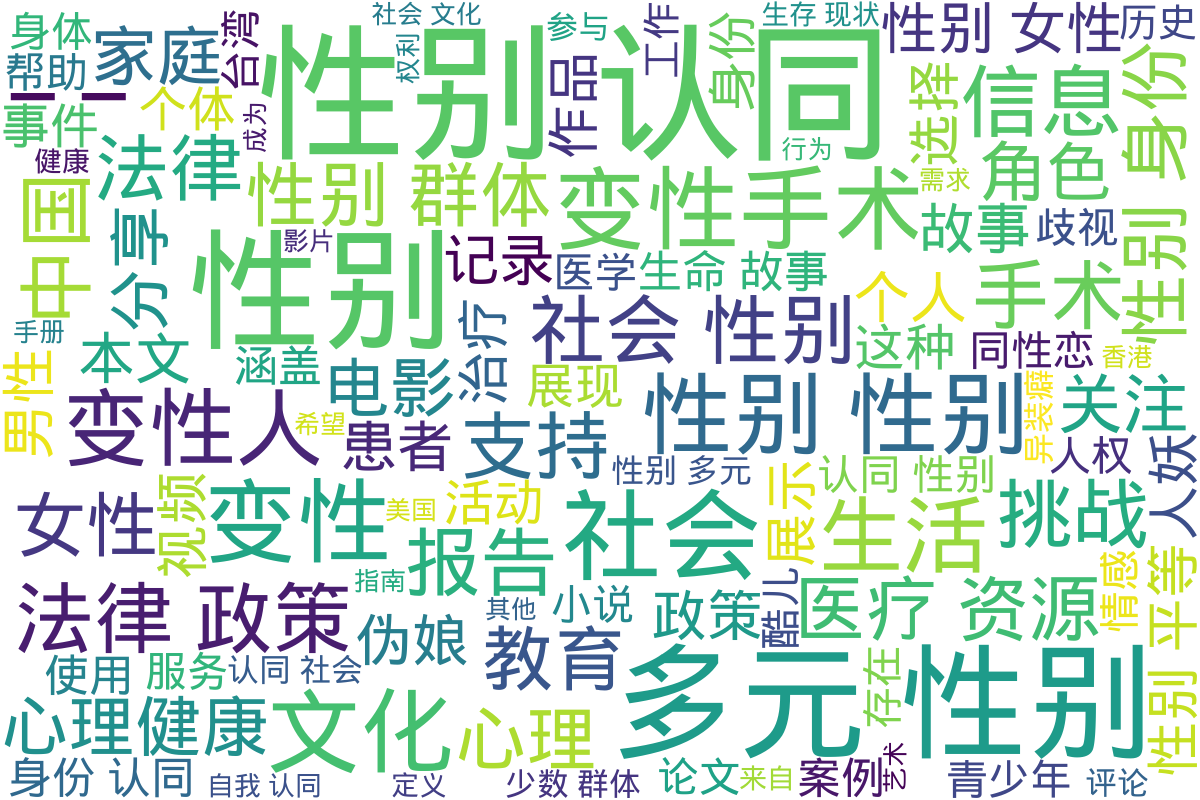 身体
家庭
台湾
社会 文化
权利
性别认同
参与
工作
身份
生存 现状
性别 女性
历史
帮助
一 一
事件
个体
成为
作品
选择
信息
身份
健康
法律
行为
需求
角色
中国
分享
性别 群体
变性手术
故事
歧视
性别
性别
影片
记录
医学
生命 故事
个人
手术
手册
本文
涵盖
治疗
社会 性别
这种
同性恋
香港
男性
电影
展现
性别 性别
异装癖
关注
变性人
希望
患者
支持
人权
人妖
性别 多元
认同 性别
女性
视频
变性
美国
活动
社会
展示
生活
挑战
报告
指南
情感
平等
法律 政策
伪娘
其他
小说
政策
酷儿
医疗 资源
教育
使用
服务
认同 社会
多元 性别
存在
性别
心理健康
文化
心理
身份 认同
自我 认同
定义
少数 群体
论文
来自
案例
艺术
青少年
评论